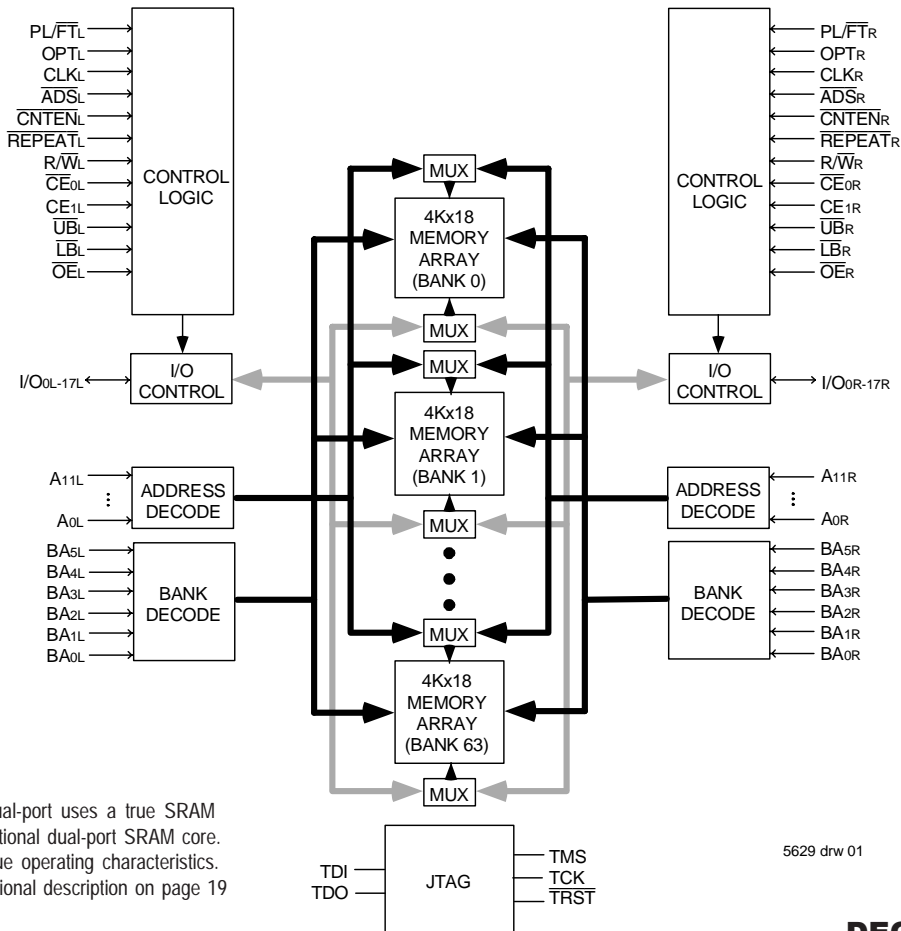 PL/FTL
OPTL
CLKL
ADSL
CNTENL
REPEATL
R/WL
CE0L
CE1L
UBL
LBL
OEL
CONTROL
LOGIC
I/O
CONTROL
I/O0L-17L
A11L
A0L
ADDRESS
DECODE
BA5L
BA4L
BA3L
BA2L
BA1L
BA0L
BANK
DECODE
MUX
4Kx18
MEMORY
ARRAY
(BANK 0)
MUX
MUX
4Kx18
MEMORY
ARRAY
(BANK 1)
MUX
MUX
4Kx18
MEMORY
ARRAY
(BANK 63)
MUX
PL/FTR
OPTR
CLKR
ADSR
CNTENR
REPEATR
R/WR
CE0R
CE1R
UBR
LBR
OER
CONTROL
LOGIC
I/O
CONTROL
I/O0R-17R
A11R
A0R
ADDRESS
DECODE
BA5R
BA4R
BA3R
BA2R
BA1R
BA0R
BANK
DECODE
ual-port uses a true SRAM
tional dual-port SRAM core.
ue operating characteristics.
ional description on page 19
TDI
TDO
JTAG
TMS
TCK
TRST
5629 drw 01